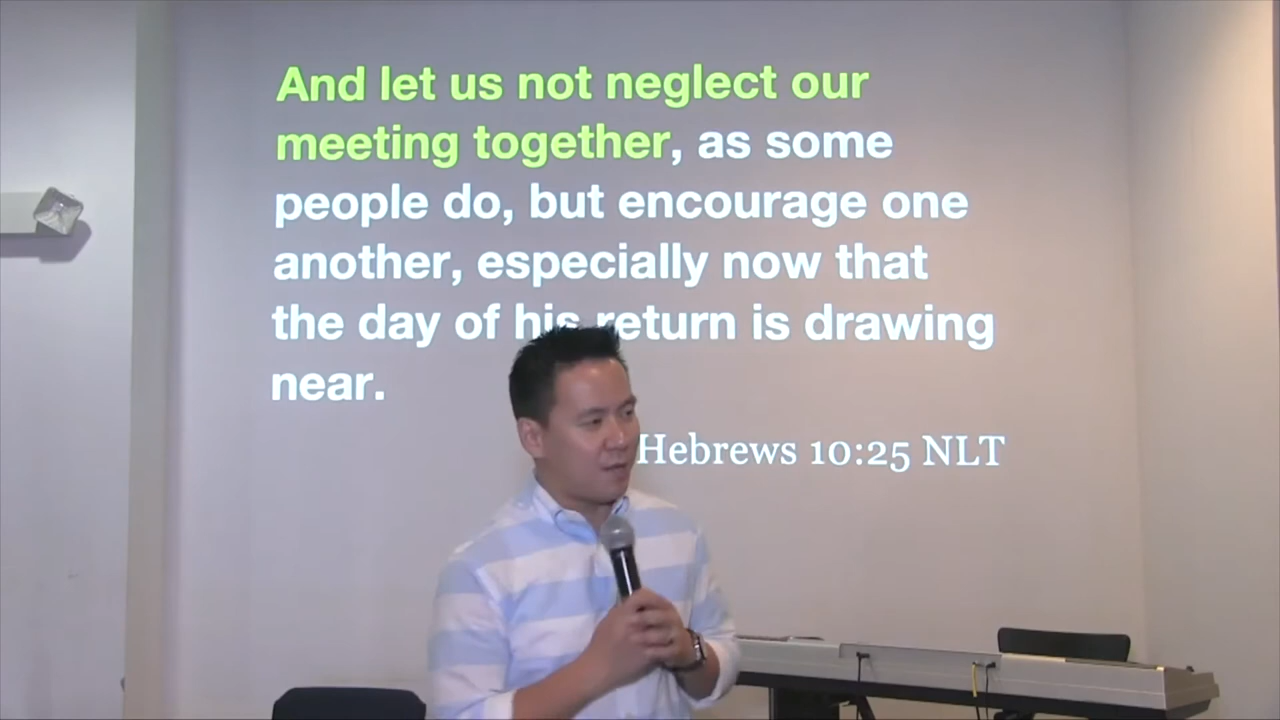 And let us not neglect our
meeting together, as some
people do, but encourage one
another, especially now that
the day of his return is drawing
near.
Hebrews 10:25 NLT